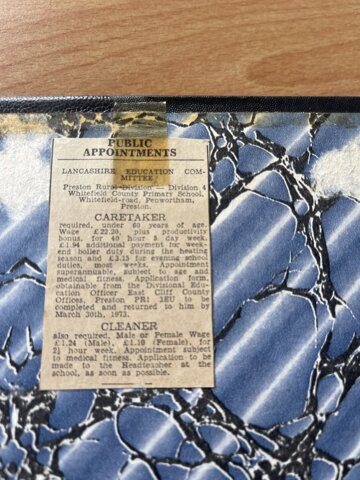 PUBLIC
APPOINTMENTS
LANCASHIRE EDUCATION COM-
MITTEE
Preston Rural Division — Division 4
Whitefield County Primary School,
Whitefield-road, Penwortham,
Preston.
CARETAKER
required, under 60 years of age.
Wage £22.20, plus productivity
bonus, for 40 hour 5 day week.
£1.94 additional payment for week-
end boiler duty during the heating
season and £3.15 for evening school
duties, most weeks. Appointment
superannuable, subject to age and
medical fitness. Application form,
obtainable from the Divisional Edu-
cation Officer East Cliff County
Offices, Preston PR1 3EU to be
completed and returned to him by
March 30th, 1973.
CLEANER
also required, Male or Female Wage
£1.24 (Male), £1.10 (Female), for
2½ hour week. Appointment subject
to medical fitness. Application to be
made to the Headteacher at the
school, as soon as possible.